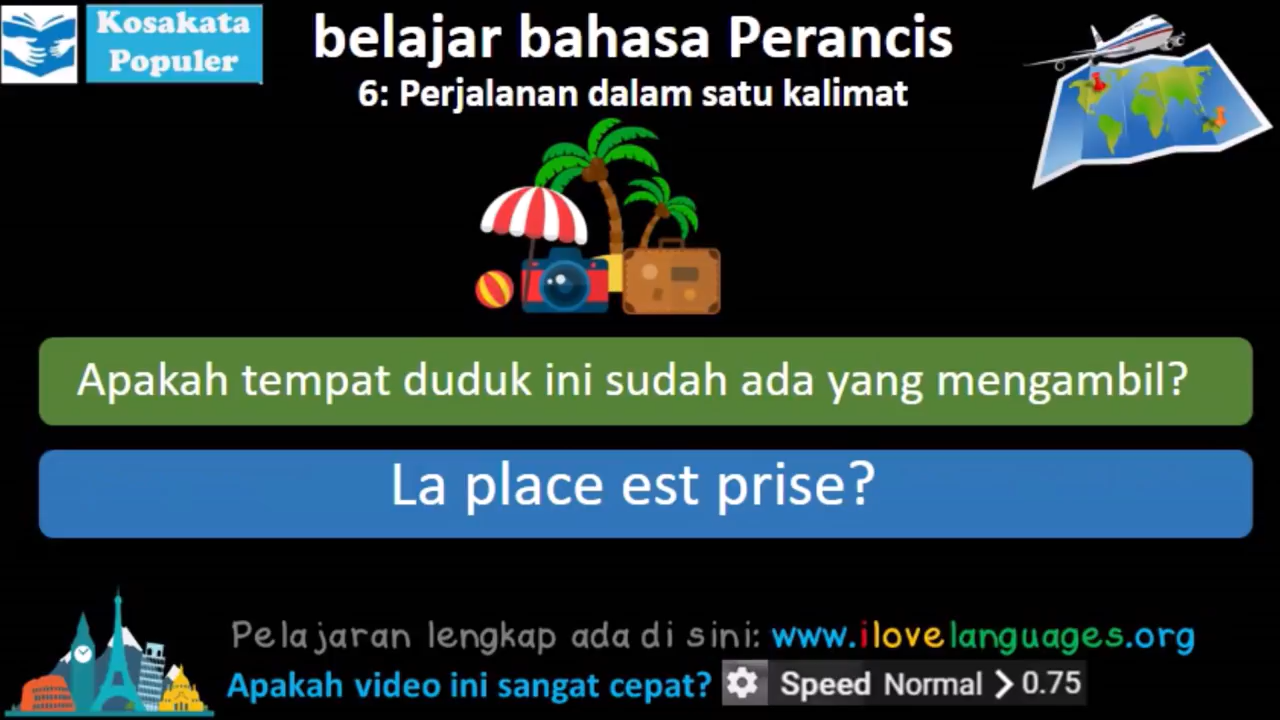 Kosakata
Populer
belajar bahasa Perancis
6: Perjalanan dalam satu kalimat
Apakah tempat duduk ini sudah ada yang mengambil?
La place est prise?
Pelajaran lengkap ada di sini: www.ilovelanguages.org
Apakah video ini sangat cepat? Speed Normal > 0.75